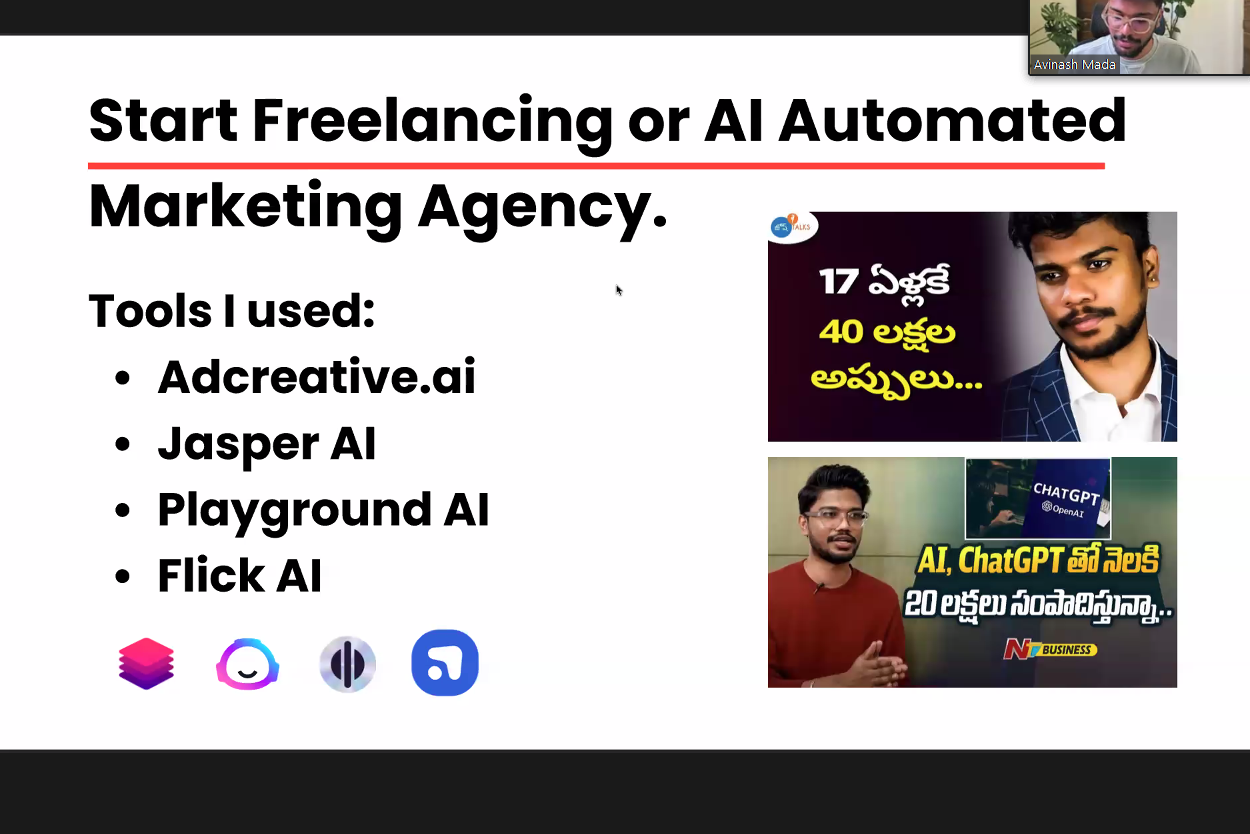 Avinash Mada
Start Freelancing or AI Automated
Marketing Agency.
Tools I used:
• Adcreative.ai
• Jasper AI
• Playground AI
• Flick AI
TALKS
17 ఏళ్లకే
40 లక్షల
అప్పులు...
CHATGPT
OpenAI
AI, ChatGPT తో నెలకి
20 లక్షలు సంపాదిస్తున్నా..
BUSINESS